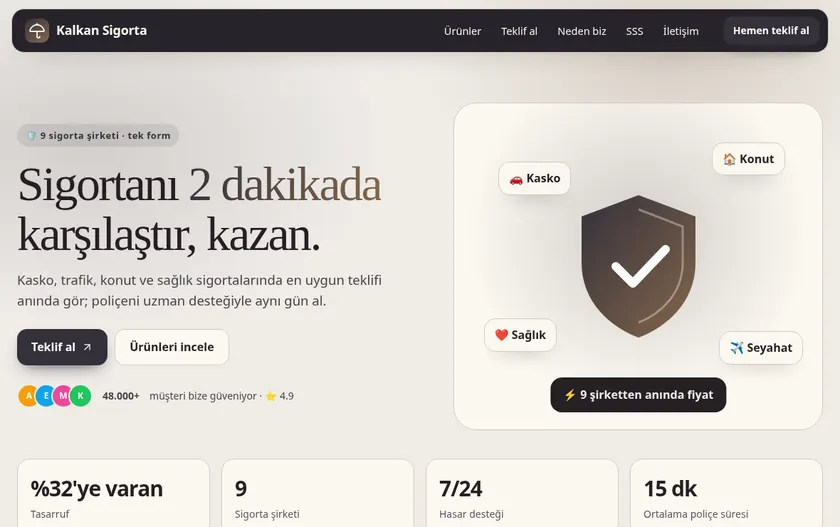 Kalkan Sigorta
Ürünler
Teklif al
Neden biz
SSS
İletişim
Hemen teklif al
9 sigorta şirketi · tek form
Sigortanı 2 dakikada
karşılaştır, kazan.
Kasko, trafik, konut ve sağlık sigortalarında en uygun teklifi
anında gör; poliçeni uzman desteğiyle aynı gün al.
Teklif al
Ürünleri incele
A E M K
48.000+ müşteri bize güveniyor · ⭐ 4.9
🚗 Kasko
🏠 Konut
❤️ Sağlık
✈️ Seyahat
⚡ 9 şirketten anında fiyat
%32'ye varan
Tasarruf
9
Sigorta şirketi
7/24
Hasar desteği
15 dk
Ortalama poliçe süresi